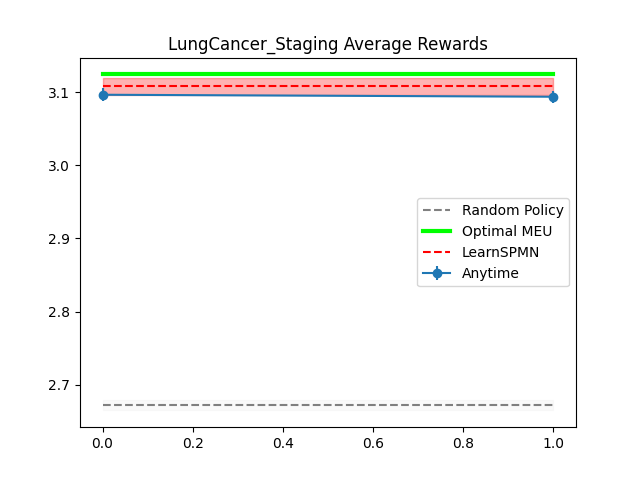 LungCancer_Staging Average Rewards
3.1
3.0
2.9
2.8
2.7
Random Policy
Optimal MEU
LearnSPMN
Anytime
0.0 0.2 0.4 0.6 0.8 1.0